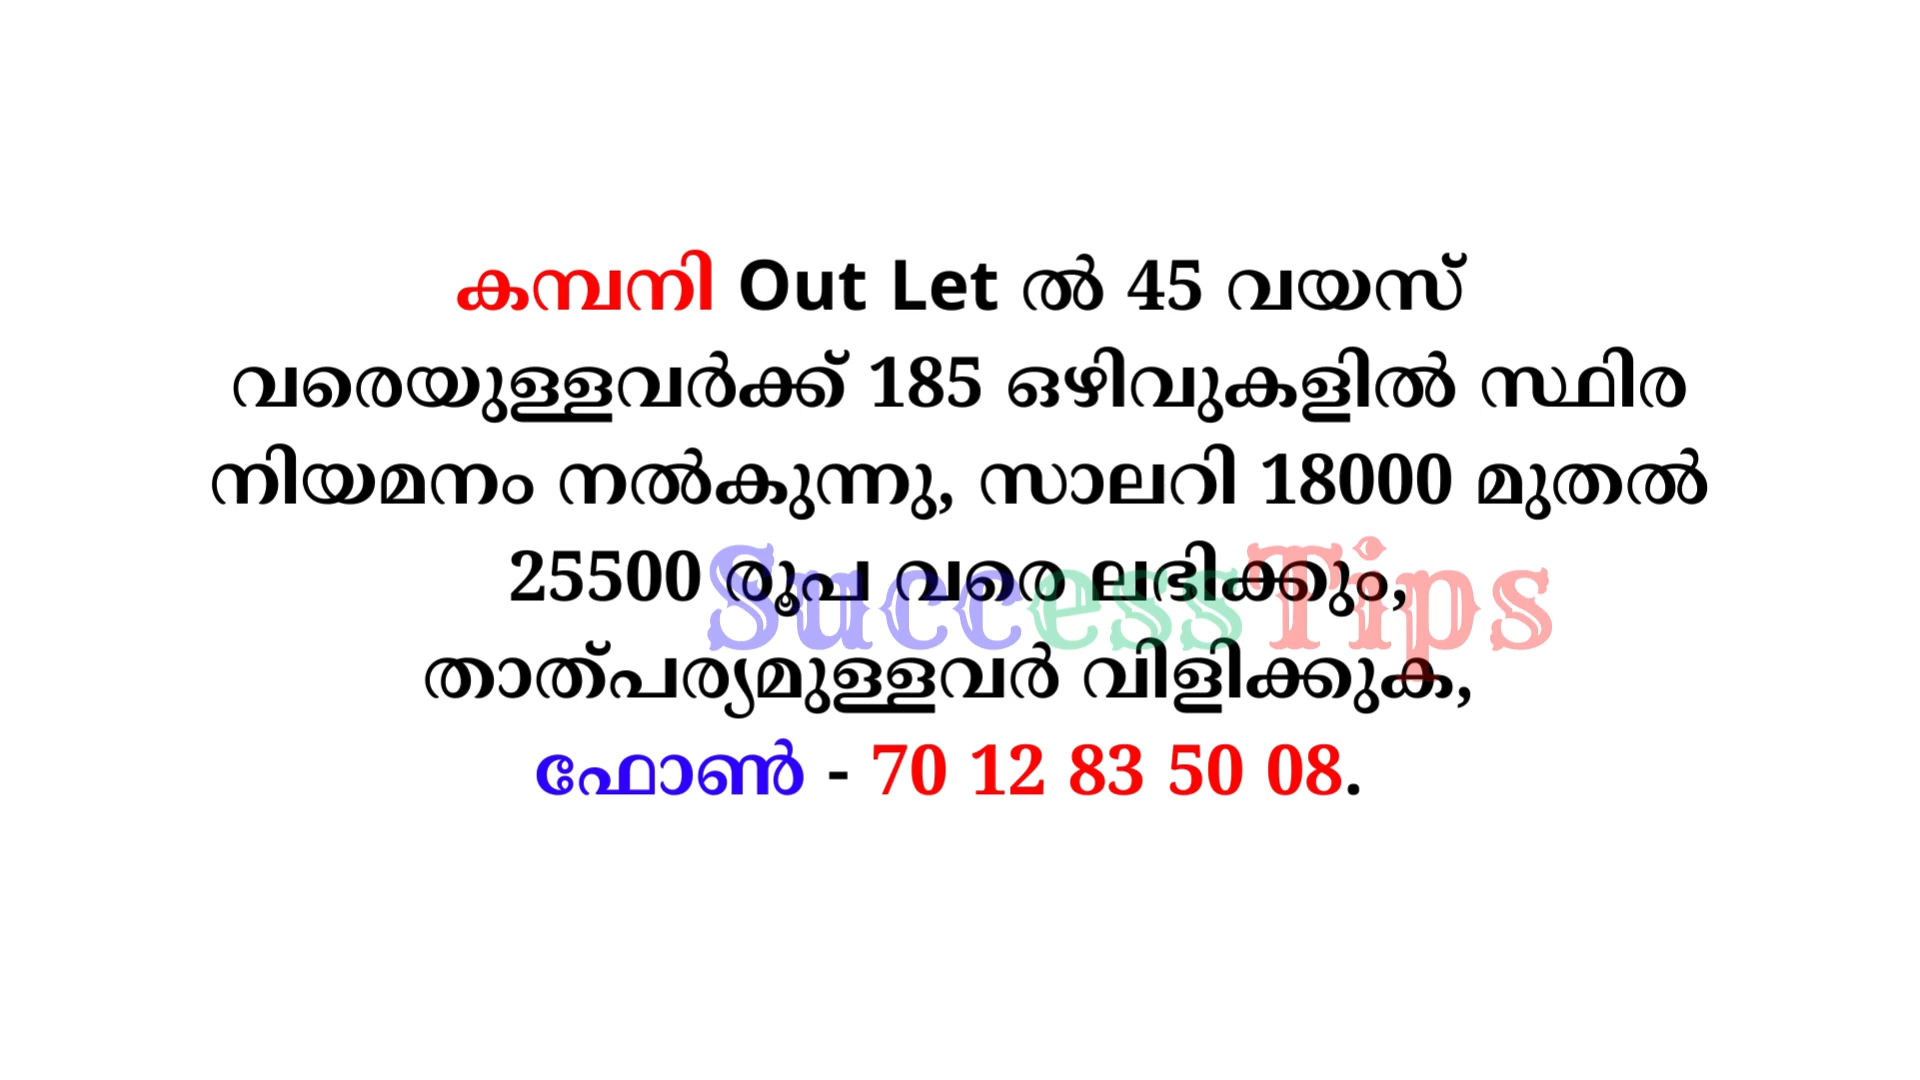 കമ്പനി Out Let ൽ 45 വയസ്
വരെയുള്ളവർക്ക് 185 ഒഴിവുകളിൽ സ്ഥിര
നിയമനം നൽകുന്നു, സാലറി 18000 മുതൽ
25500 രൂപ വരെ ലഭിക്കും,
SuccessTips
താത്പര്യമുള്ളവർ വിളിക്കുക,
ഫോൺ - 70 12 83 50 08.